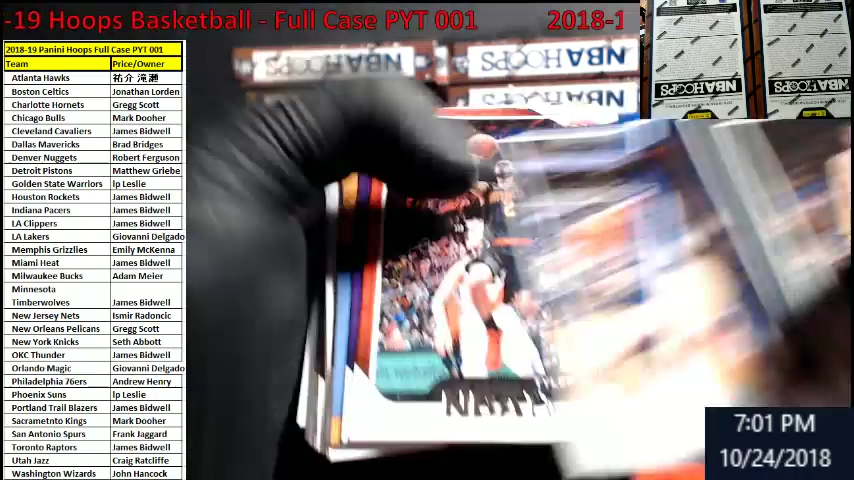 -19 Hoops Basketball - Full Case PYT 001 2018-1
2018-19 Panini Hoops Full Case PYT 001
Team Price/Owner
Atlanta Hawks 祐介 滝瀬
Boston Celtics Jonathan Lorden
Charlotte Hornets Gregg Scott
Chicago Bulls Mark Dooher
Cleveland Cavaliers James Bidwell
Dallas Mavericks Brad Bridges
Denver Nuggets Robert Ferguson
Detroit Pistons Matthew Griebe
Golden State Warriors lp Leslie
Houston Rockets James Bidwell
Indiana Pacers James Bidwell
LA Clippers James Bidwell
LA Lakers Giovanni Delgado
Memphis Grizzlies Emily McKenna
Miami Heat James Bidwell
Milwaukee Bucks Adam Meier
Minnesota
Timberwolves James Bidwell
New Jersey Nets Ismir Radoncic
New Orleans Pelicans Gregg Scott
New York Knicks Seth Abbott
OKC Thunder James Bidwell
Orlando Magic Giovanni Delgado
Philadelphia 76ers Andrew Henry
Phoenix Suns lp Leslie
Portland Trail Blazers James Bidwell
Sacrametnto Kings Mark Dooher
San Antonio Spurs Frank Jaggard
Toronto Raptors James Bidwell
Utah Jazz Craig Ratcliffe
Washington Wizards John Hancock
NBA HOOPS
NBA HOOPS
NBA HOOPS
NBA HOOPS
7:01 PM
10/24/2018